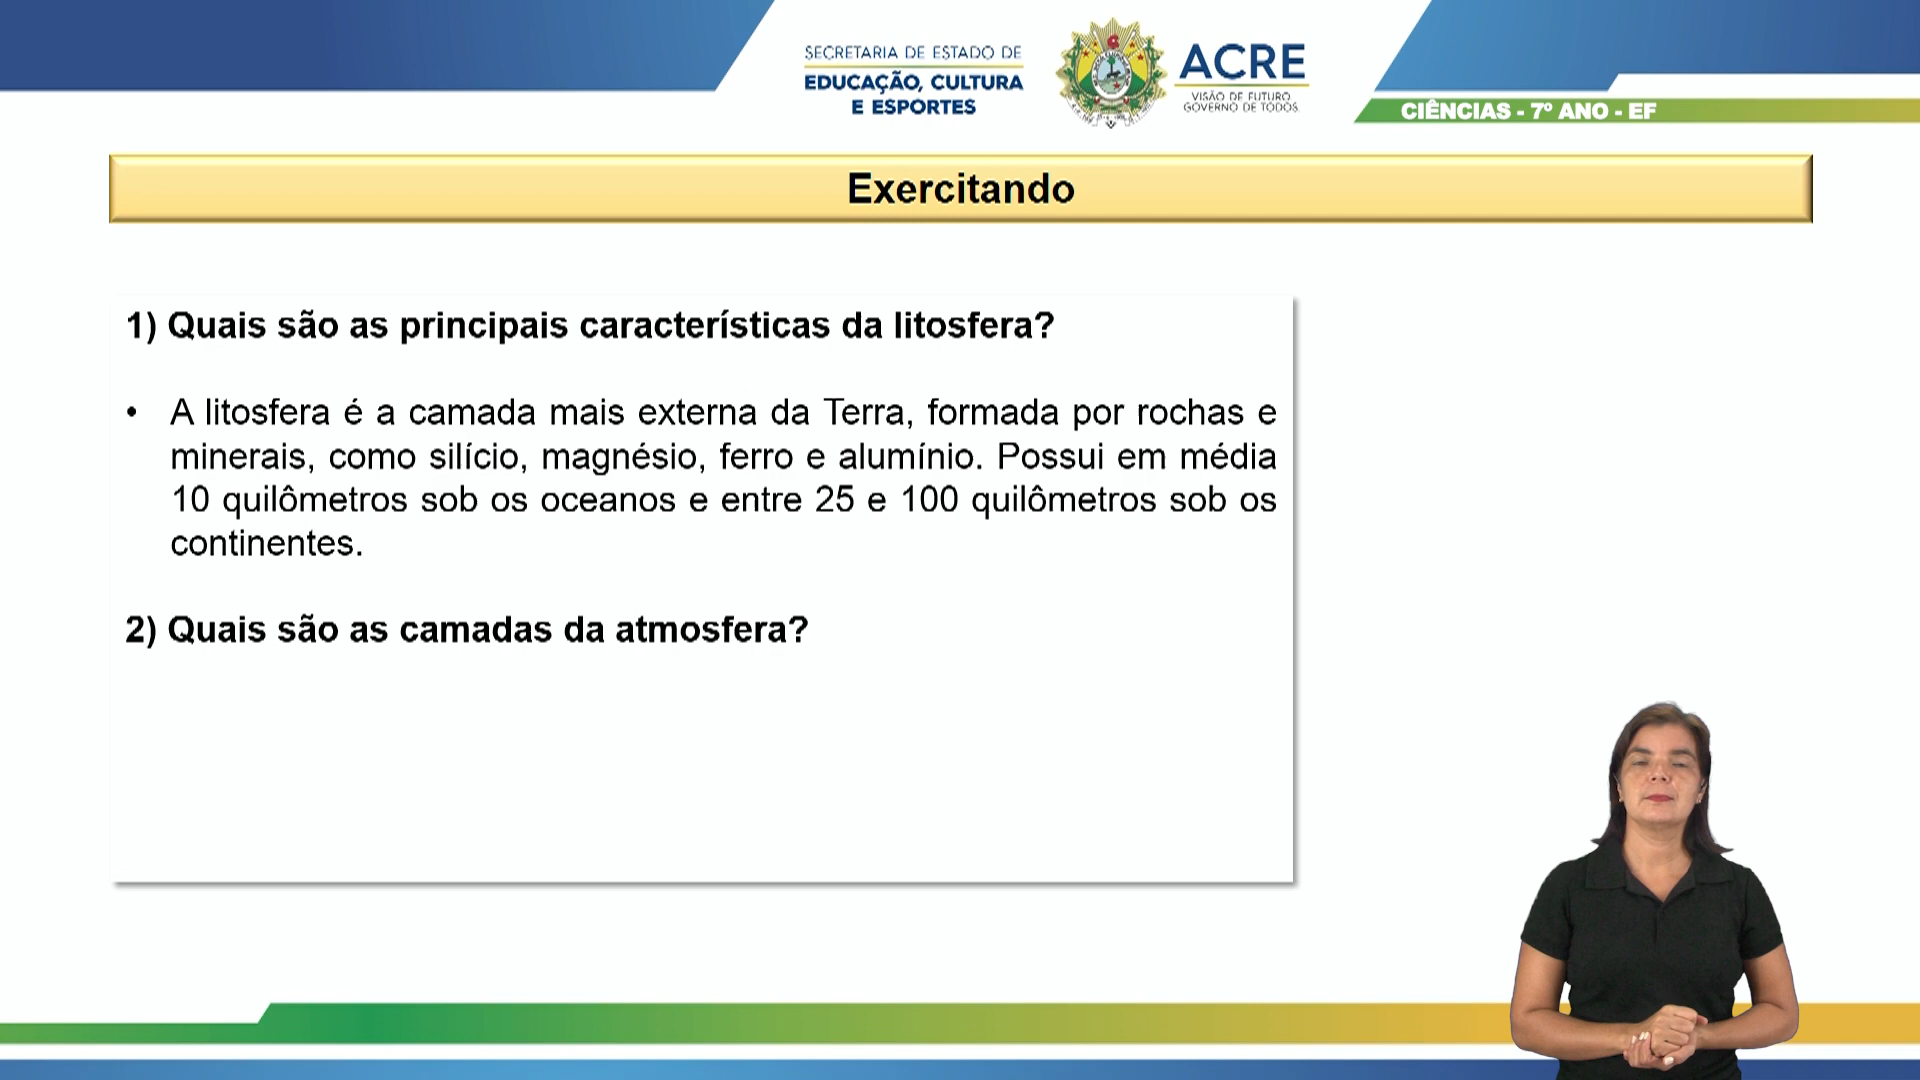 SECRETARIA DE ESTADO DE
EDUCAÇÃO, CULTURA
E ESPORTES
ACRE
VISÃO DE FUTURO
GOVERNO DE TODOS
CIÊNCIAS - 7º ANO - EF
Exercitando
1) Quais são as principais características da litosfera?
• A litosfera é a camada mais externa da Terra, formada por rochas e
minerais, como silício, magnésio, ferro e alumínio. Possui em média
10 quilômetros sob os oceanos e entre 25 e 100 quilômetros sob os
continentes.
2) Quais são as camadas da atmosfera?